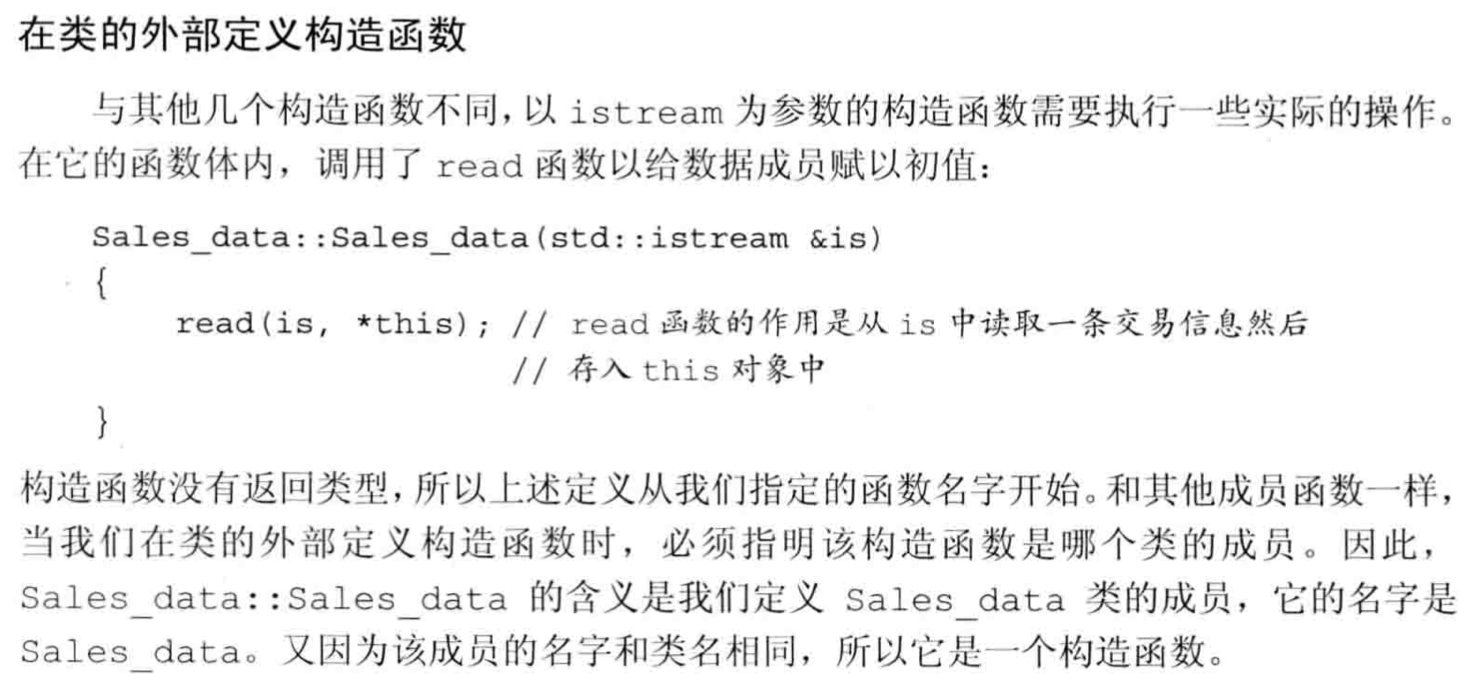 在类的外部定义构造函数
与其他几个构造函数不同，以 istream 为参数的构造函数需要执行一些实际的操作。
在它的函数体内，调用了 read 函数以给数据成员赋以初值：
Sales_data::Sales_data(std::istream &is)
{
read(is, *this); // read 函数的作用是从 is 中读取一条交易信息然后
// 存入 this 对象中
}
构造函数没有返回类型，所以上述定义从我们指定的函数名字开始。和其他成员函数一样，
当我们在类的外部定义构造函数时，必须指明该构造函数是哪个类的成员。因此，
Sales_data::Sales_data 的含义是我们定义 Sales_data 类的成员，它的名字是
Sales_data。又因为该成员的名字和类名相同，所以它是一个构造函数。